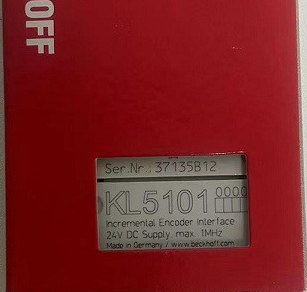 OFF
Ser.Nr.: 37135B12
KL5101
Incremental Encoder Interface
24V DC Supply, max. 1MHz
Made in Germany / www.beckhoff.com